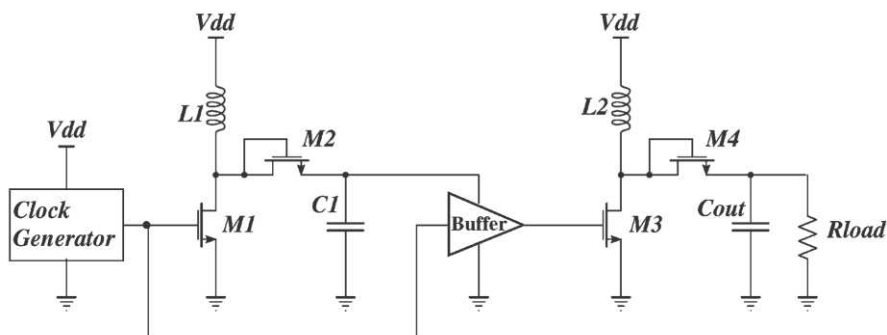 Vdd
Vdd
L1
L2
Vdd
M2
M4
Clock
Generator
M1
C1
Buffer
M3
Cout
Rload